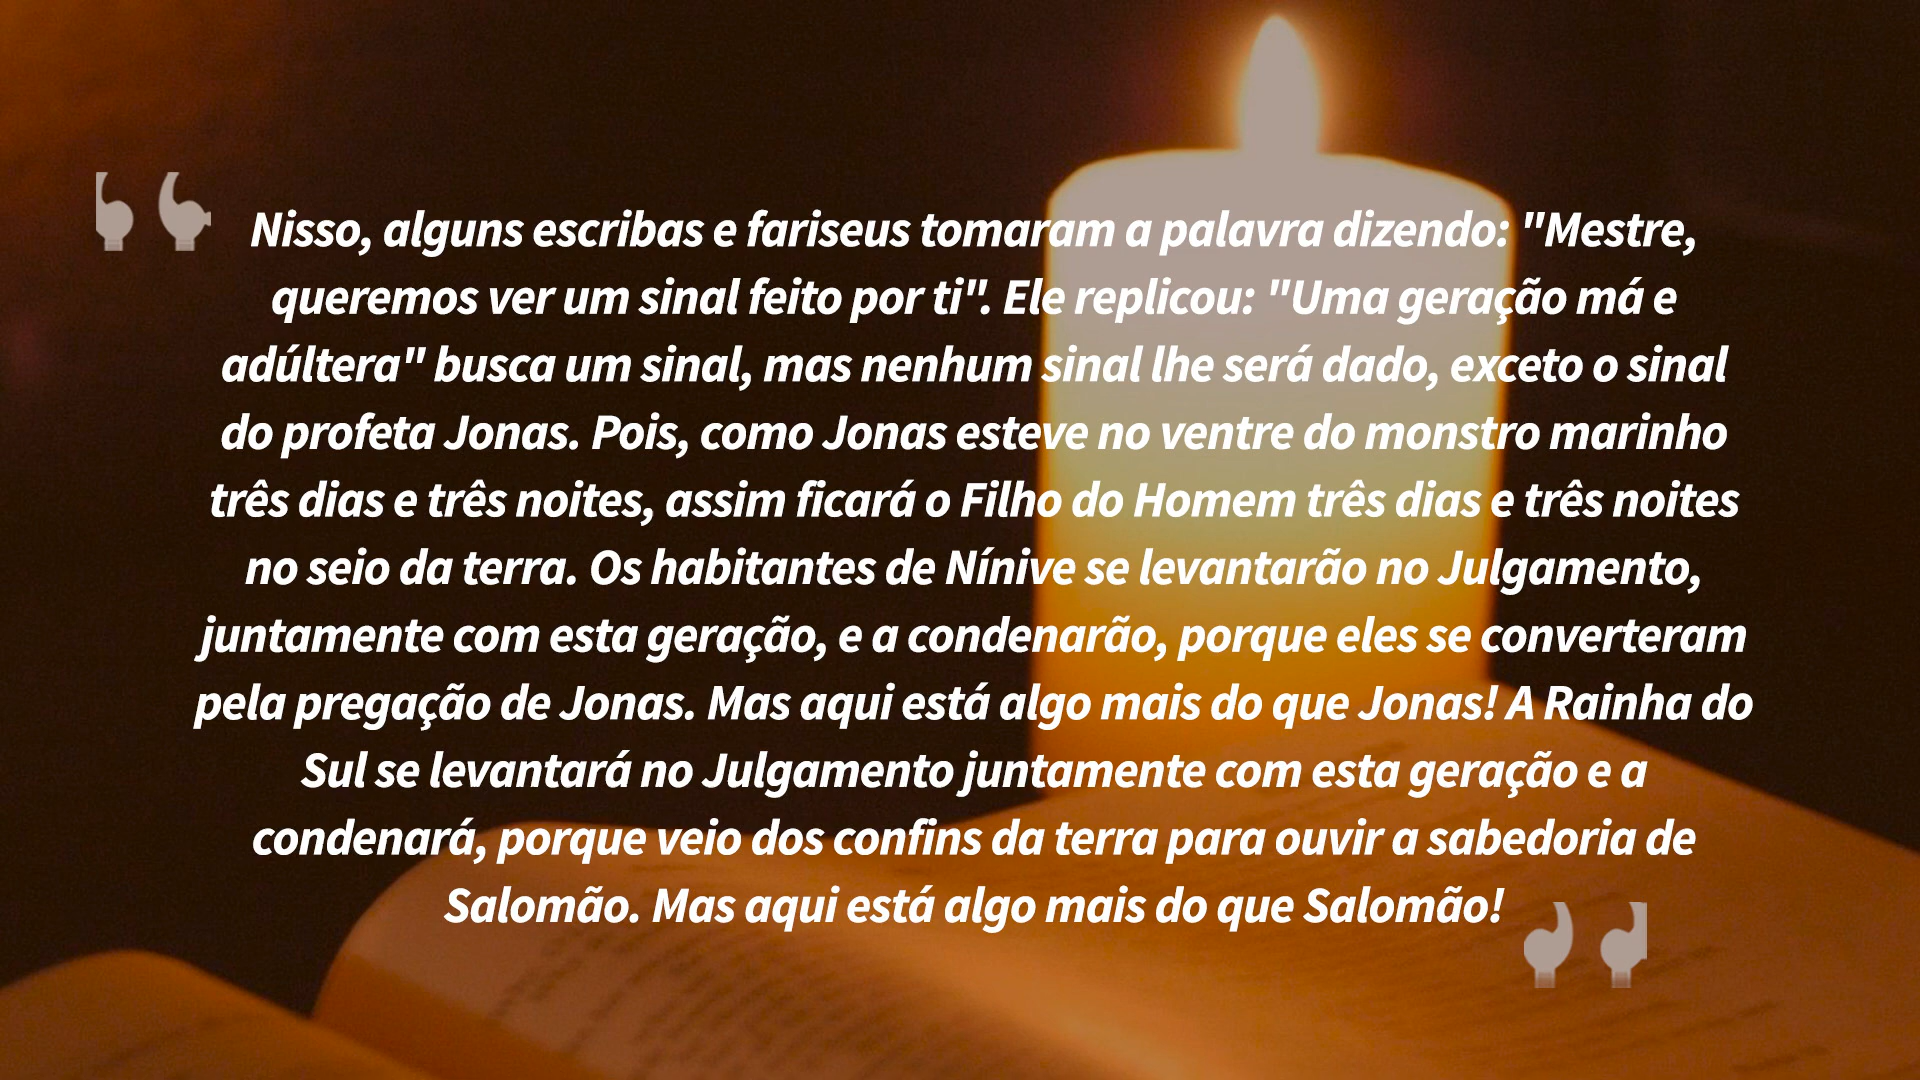 Nisso, alguns escribas e fariseus tomaram a palavra dizendo: "Mestre,
queremos ver um sinal feito por ti". Ele replicou: "Uma geração má e
adúltera" busca um sinal, mas nenhum sinal lhe será dado, exceto o sinal
do profeta Jonas. Pois, como Jonas esteve no ventre do monstro marinho
três dias e três noites, assim ficará o Filho do Homem três dias e três noites
no seio da terra. Os habitantes de Nínive se levantarão no Julgamento,
juntamente com esta geração, e a condenarão, porque eles se converteram
pela pregação de Jonas. Mas aqui está algo mais do que Jonas! A Rainha do
Sul se levantará no Julgamento juntamente com esta geração e a
condenará, porque veio dos confins da terra para ouvir a sabedoria de
Salomão. Mas aqui está algo mais do que Salomão!